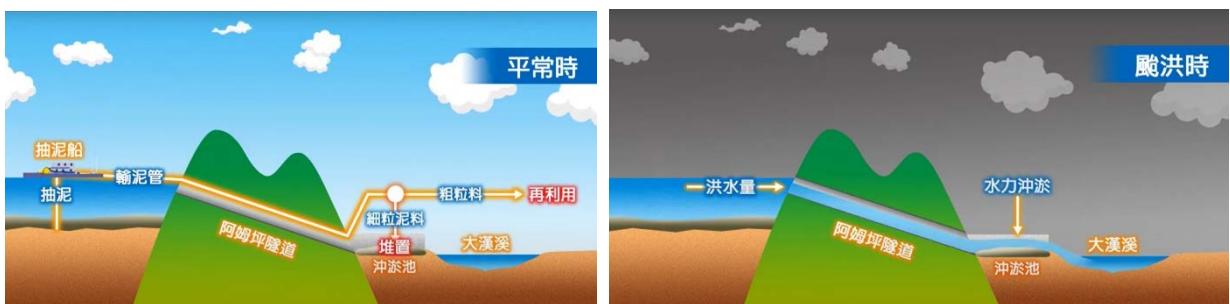 平常時
抽泥船
輸泥管
抽泥
粗粒料
再利用
細粒泥料
阿姆坪隧道
堆置
大漢溪
沖淤池
颱洪時
洪水量
水力沖淤
阿姆坪隧道
大漢溪
沖淤池